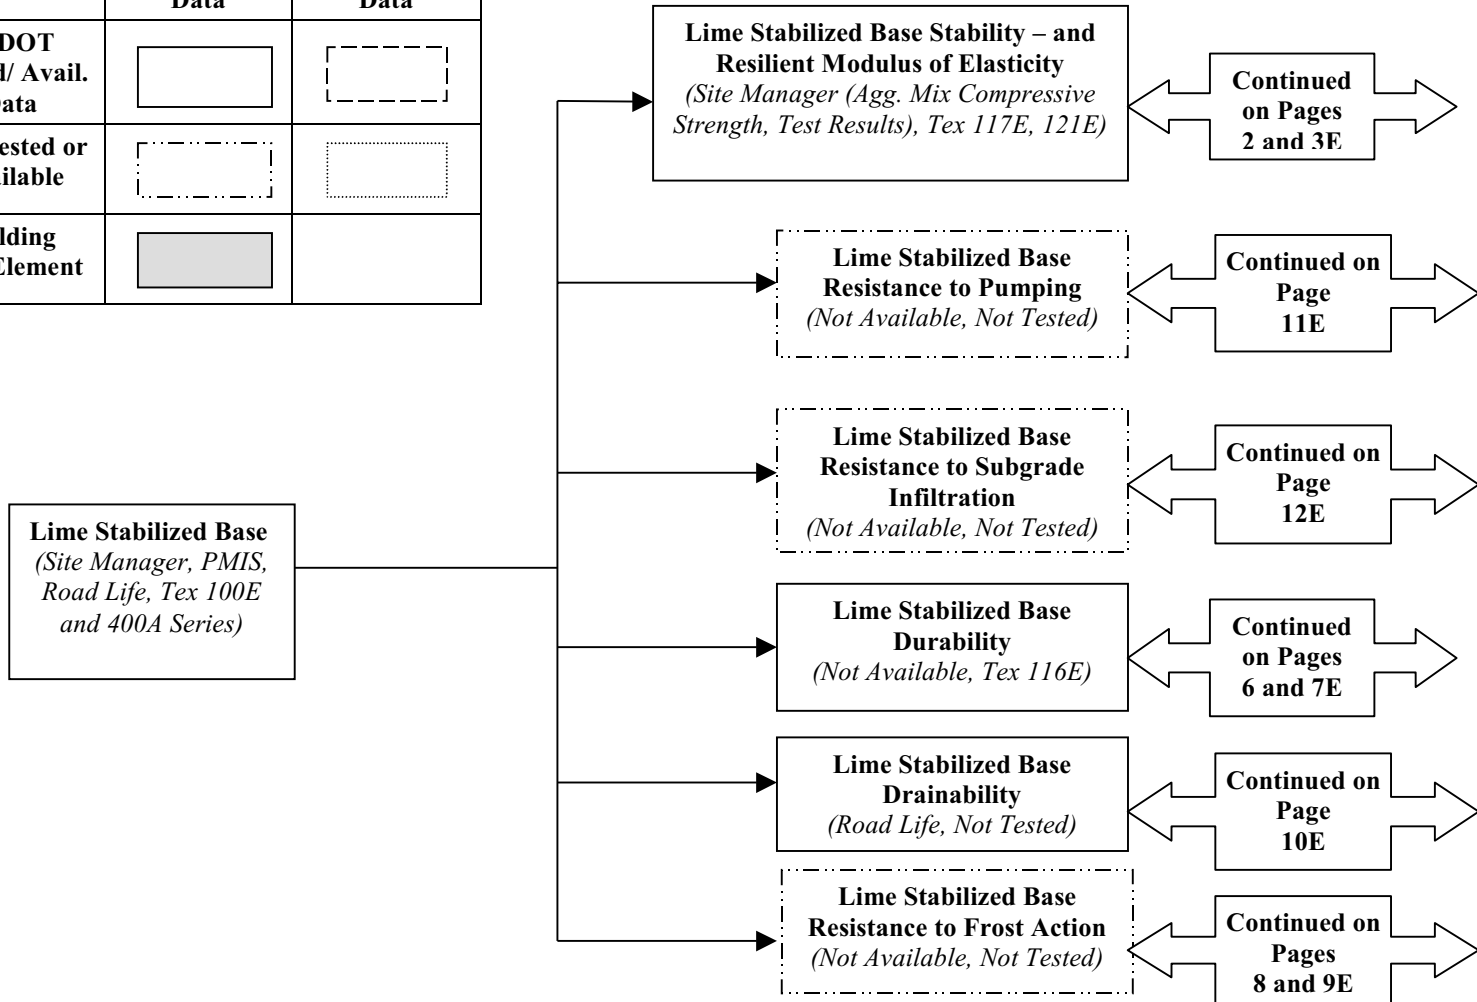 Data
Data
DOT
/ Avail.
Data
ested or
ilable
lding
Element
Lime Stabilized Base Stability – and
Resilient Modulus of Elasticity
(Site Manager (Agg. Mix Compressive
Strength, Test Results), Tex 117E, 121E)
Continued
on Pages
2 and 3E
Lime Stabilized Base
Resistance to Pumping
(Not Available, Not Tested)
Continued on
Page
11E
Lime Stabilized Base
Resistance to Subgrade
Infiltration
(Not Available, Not Tested)
Continued on
Page
12E
Lime Stabilized Base
(Site Manager, PMIS,
Road Life, Tex 100E
and 400A Series)
Lime Stabilized Base
Durability
(Not Available, Tex 116E)
Continued
on Pages
6 and 7E
Lime Stabilized Base
Drainability
(Road Life, Not Tested)
Continued on
Page
10E
Lime Stabilized Base
Resistance to Frost Action
(Not Available, Not Tested)
Continued on
Pages
8 and 9E